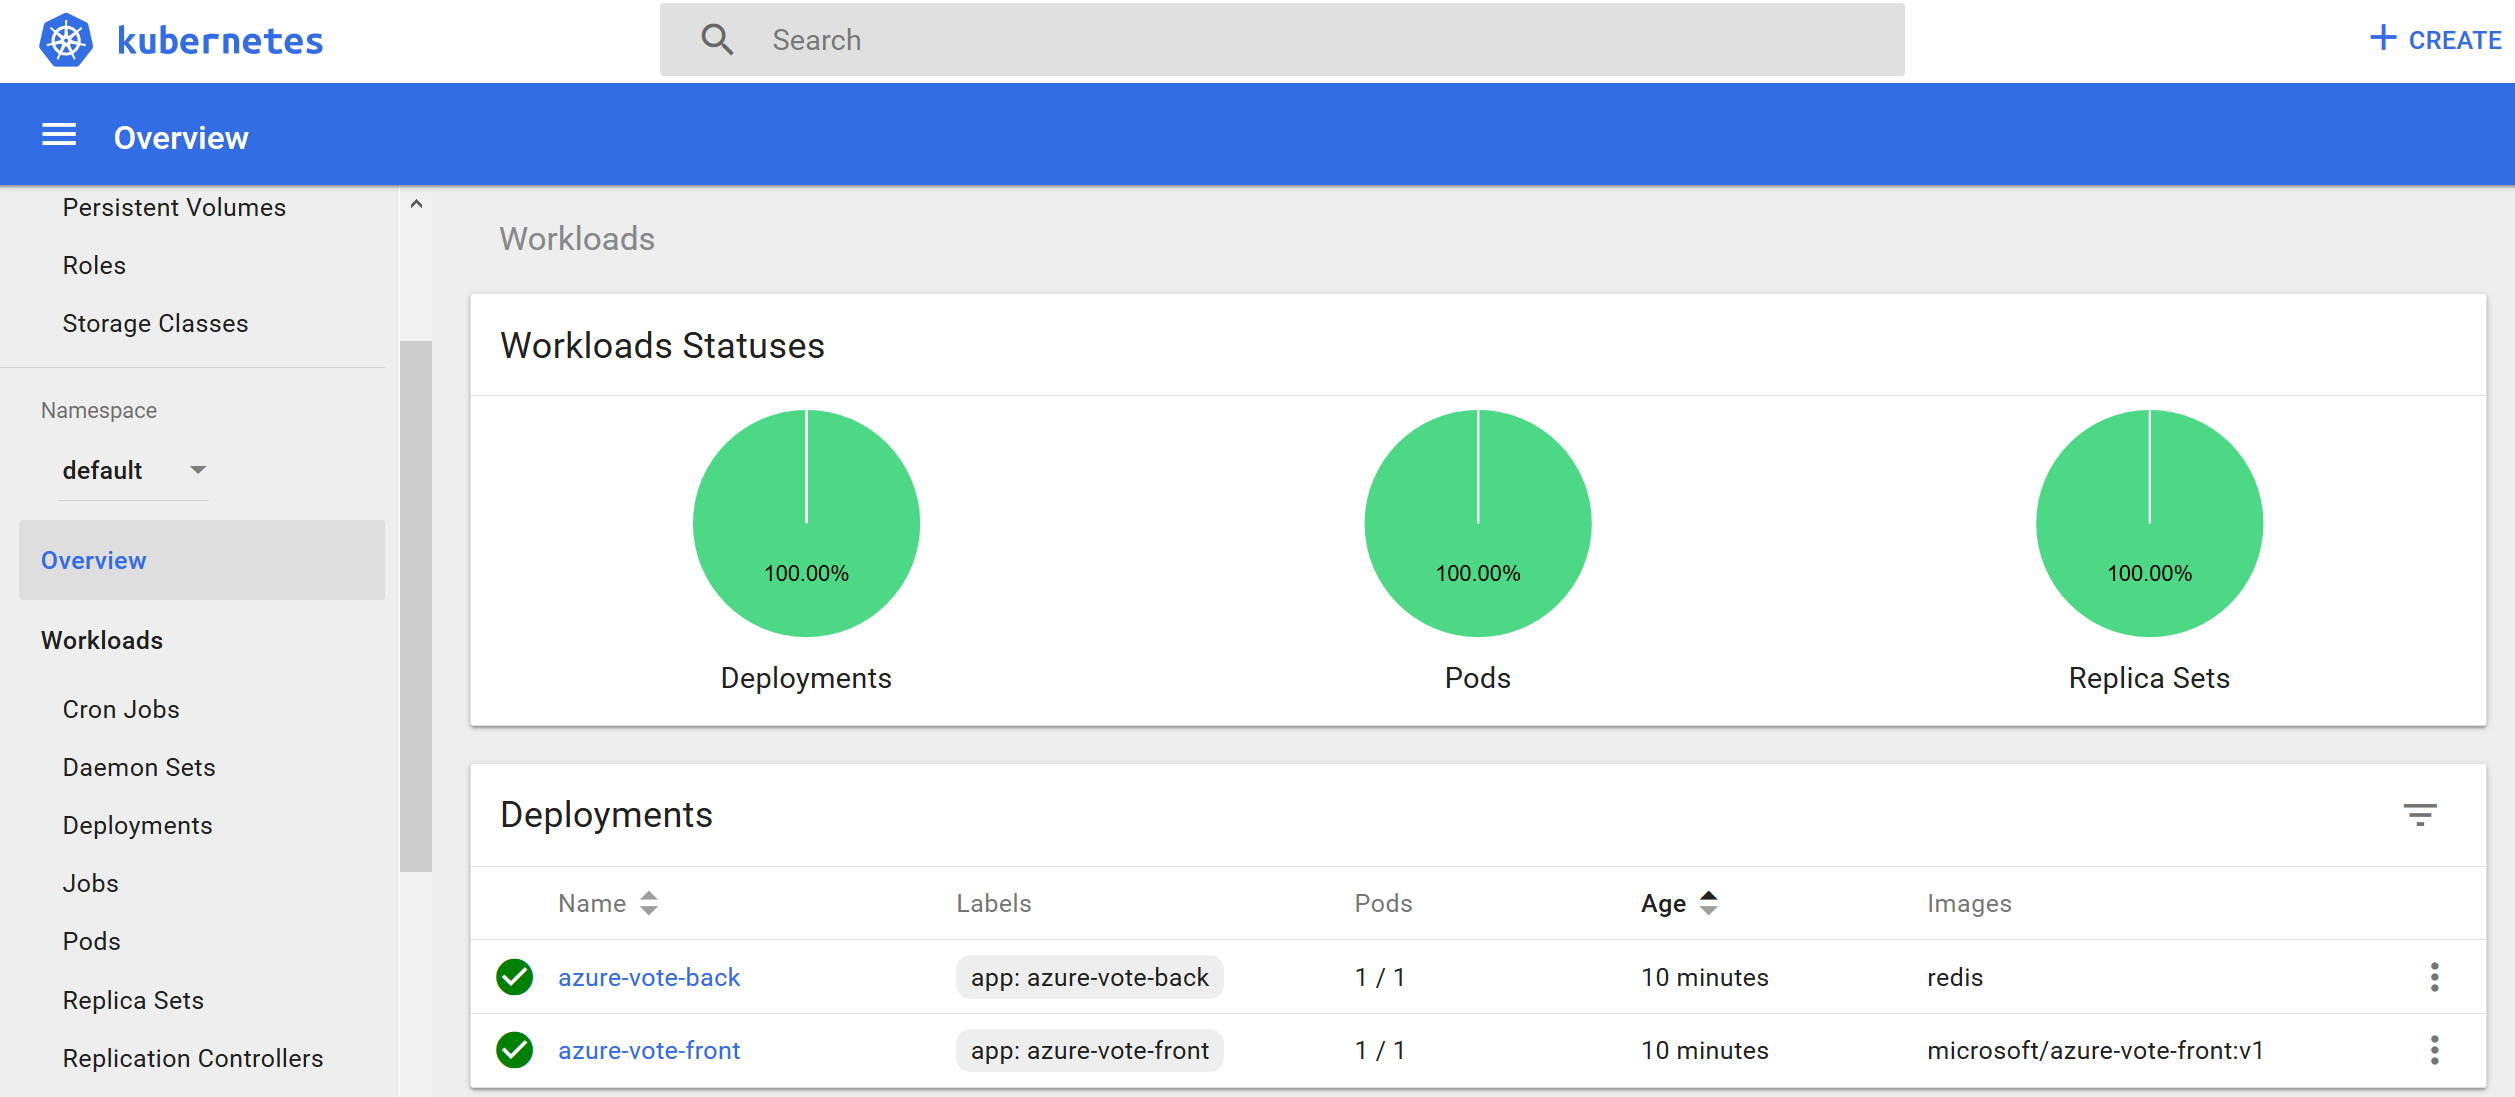 kubernetes
Search
CREATE
Overview
Persistent Volumes
Roles
Storage Classes
Namespace
default
Overview
Workloads
Cron Jobs
Daemon Sets
Deployments
Jobs
Pods
Replica Sets
Replication Controllers
Workloads
Workloads Statuses
100.00% 100.00% 100.00%
Deployments Pods Replica Sets
Deployments
Name Labels Pods Age Images
azure-vote-back app: azure-vote-back 1 / 1 10 minutes redis
azure-vote-front app: azure-vote-front 1 / 1 10 minutes microsoft/azure-vote-front:v1